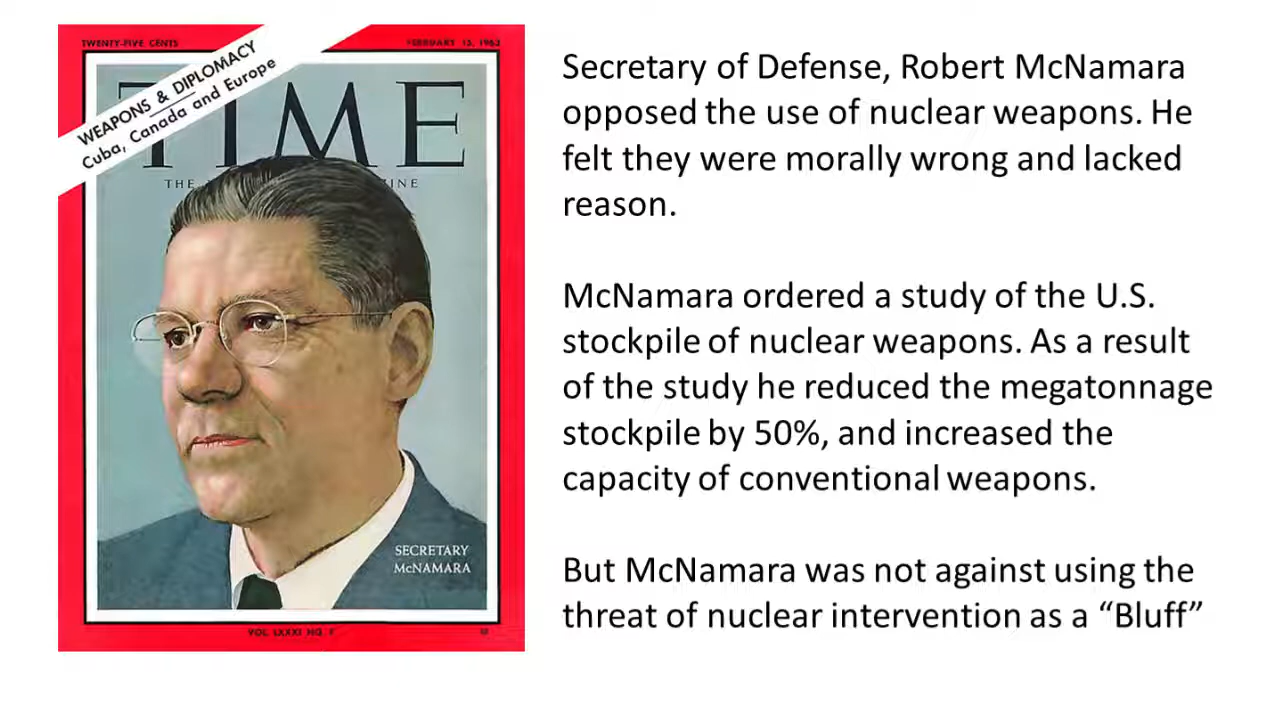 TWENTY-FIVE CENTS
FEBRUARY 15, 1963
WEAPONS & DIPLOMACY
Cuba, Canada and Europe
TIME
THE
SECRETARY
McNAMARA
VOL. LXXXI NO. 7
Secretary of Defense, Robert McNamara
opposed the use of nuclear weapons. He
felt they were morally wrong and lacked
reason.
McNamara ordered a study of the U.S.
stockpile of nuclear weapons. As a result
of the study he reduced the megatonnage
stockpile by 50%, and increased the
capacity of conventional weapons.
But McNamara was not against using the
threat of nuclear intervention as a “Bluff”